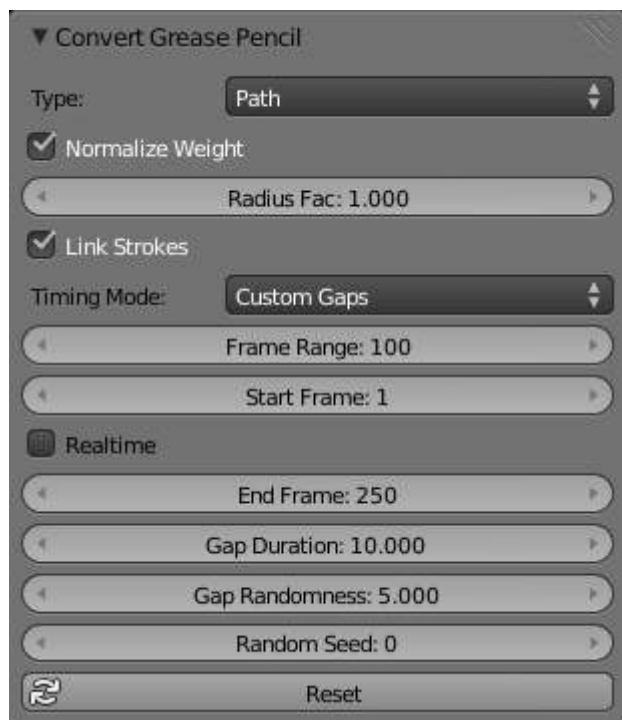 Convert Grease Pencil
Type: Path
Normalize Weight
Radius Fac: 1.000
Link Strokes
Timing Mode: Custom Gaps
Frame Range: 100
Start Frame: 1
Realtime
End Frame: 250
Gap Duration: 10.000
Gap Randomness: 5.000
Random Seed: 0
Reset